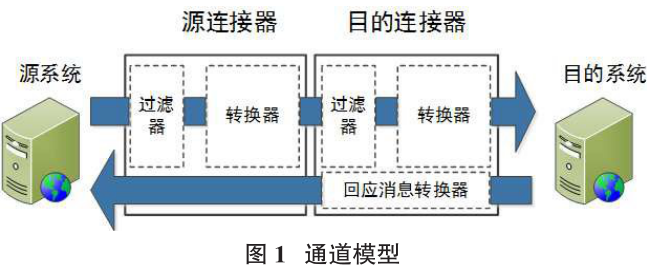 源连接器 目的连接器
源系统
目的系统
过滤
器
转换器
过滤
器
转换器
回应消息转换器
图 1 通道模型